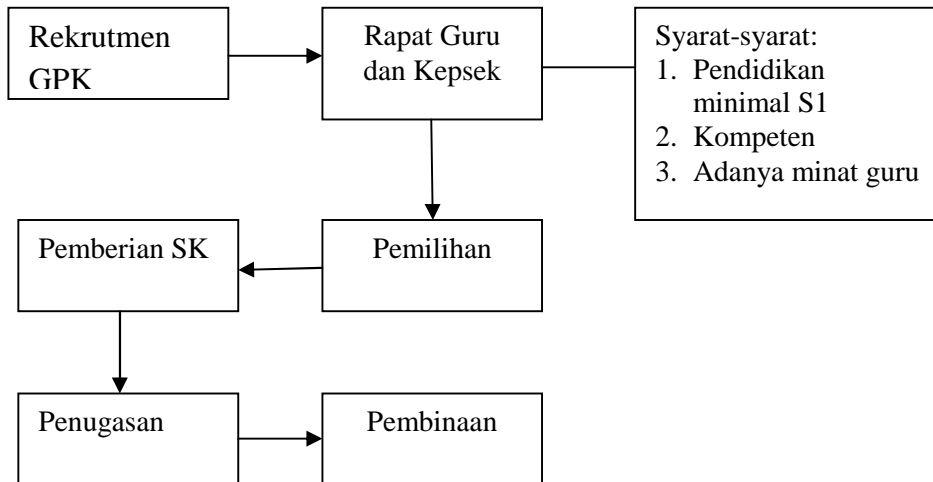 Rekrutmen
GPK
Rapat Guru
dan Kepsek
Syarat-syarat:
1. Pendidikan
minimal S1
2. Kompeten
3. Adanya minat guru
Pemberian SK
Pemilihan
Penugasan
Pembinaan